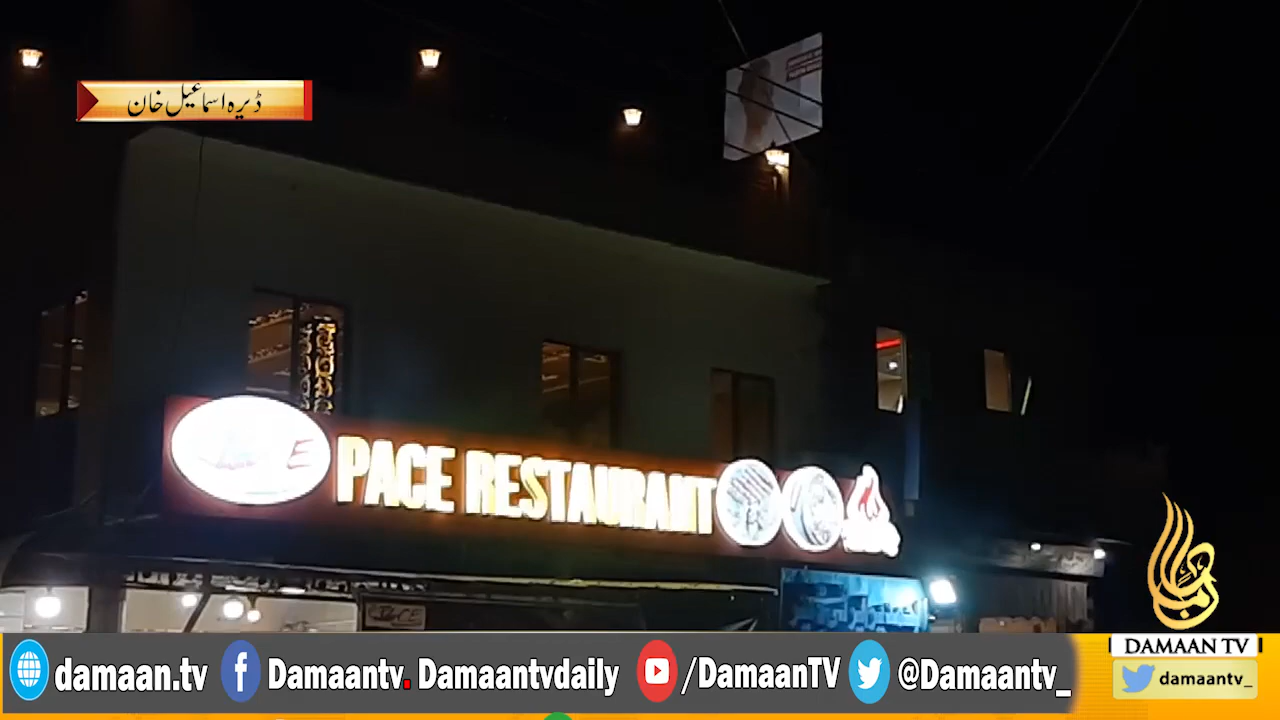 ڈیرہ اسماعیل خان
PACE RESTAURANT
damaan.tv
Damaantv. Damaantvdaily
/DamaanTV
@Damaantv_
DAMAAN TV
damaantv_